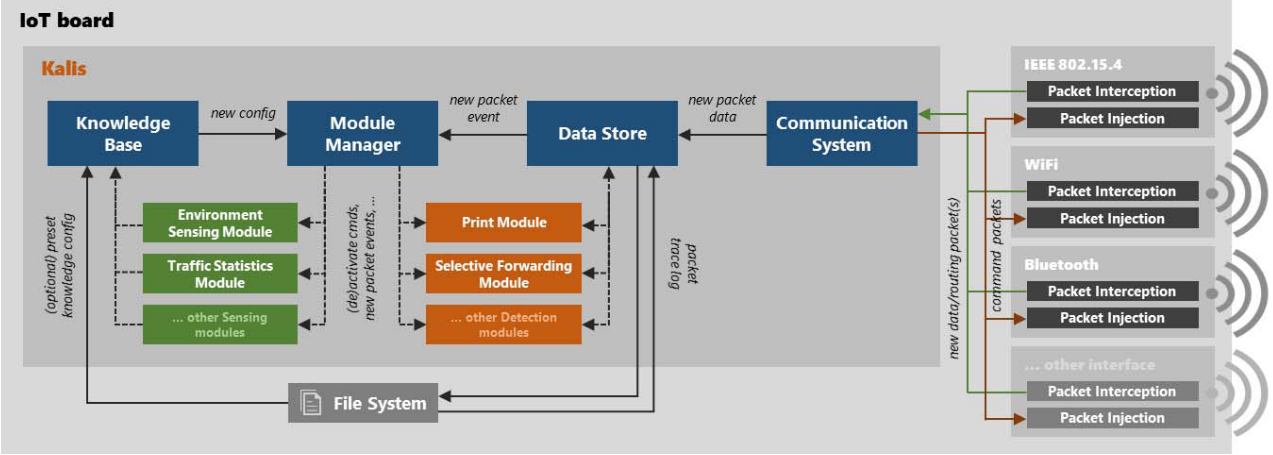 IoT board
Kalis
Knowledge
Base
new config
Module
Manager
new packet
event
Data Store
new packet
data
Communication
System
(optional) preset
knowledge config
Environment
Sensing Module
Traffic Statistics
Module
... other Sensing
modules
(de)activate cmds,
new packet events, ...
Print Module
Selective Forwarding
Module
... other Detection
modules
packet
trace log
File System
new data/routing packet(s)
command packets
IEEE 802.15.4
Packet Interception
Packet Injection
WiFi
Packet Interception
Packet Injection
Bluetooth
Packet Interception
Packet Injection
... other interface
Packet Interception
Packet Injection